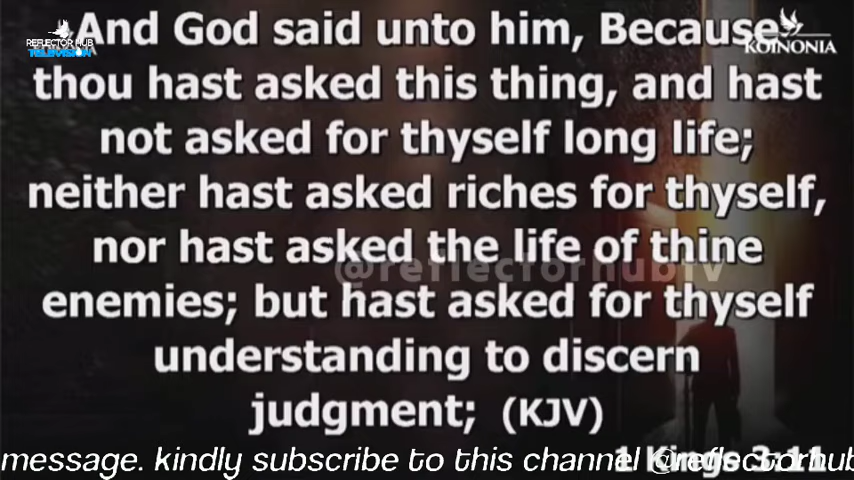 And God said unto him, Because
REFLECTOR HUB
TELEVISION
KOINONIA
thou hast asked this thing, and hast
not asked for thyself long life;
neither hast asked riches for thyself,
nor hast asked the life of thine
@reflectorhubtv
enemies; but hast asked for thyself
understanding to discern
judgment; (KJV)
1 Kings 3:11
message. kindly subscribe to this channel @reflectorhub